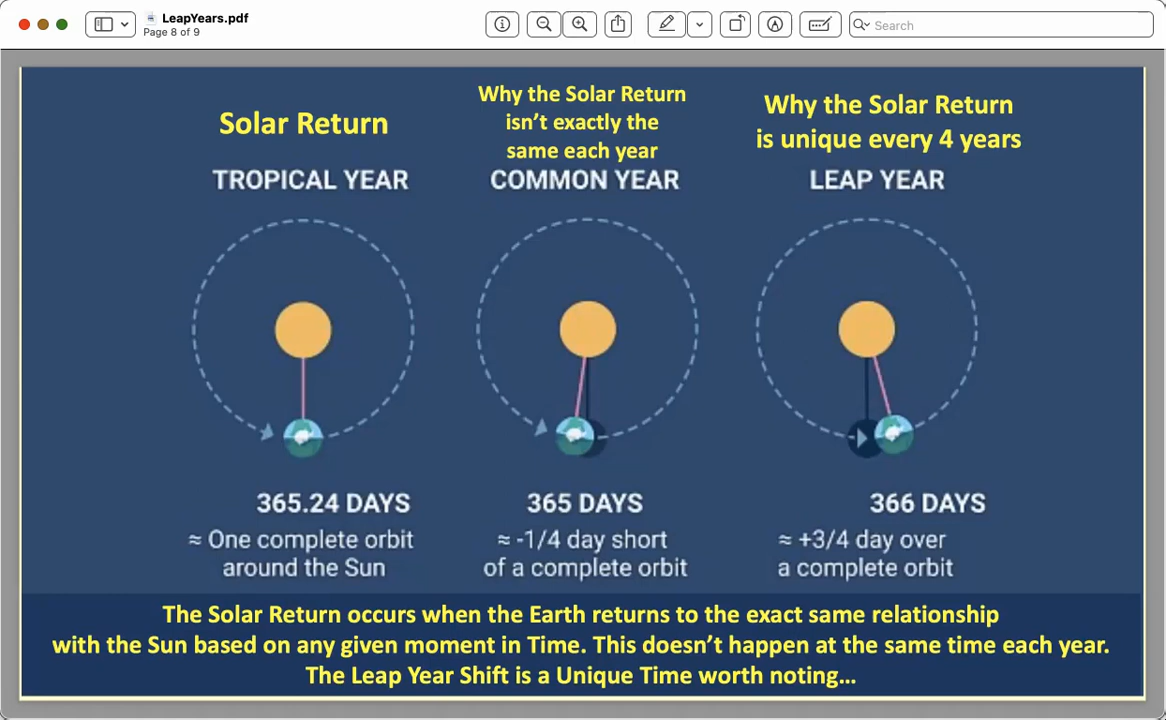 LeapYears.pdf
Page 8 of 9
Search
Solar Return
TROPICAL YEAR
365.24 DAYS
≈ One complete orbit
around the Sun
Why the Solar Return
isn't exactly the
same each year
COMMON YEAR
365 DAYS
≈ -1/4 day short
of a complete orbit
Why the Solar Return
is unique every 4 years
LEAP YEAR
366 DAYS
≈ +3/4 day over
a complete orbit
The Solar Return occurs when the Earth returns to the exact same relationship
with the Sun based on any given moment in Time. This doesn't happen at the same time each year.
The Leap Year Shift is a Unique Time worth noting...